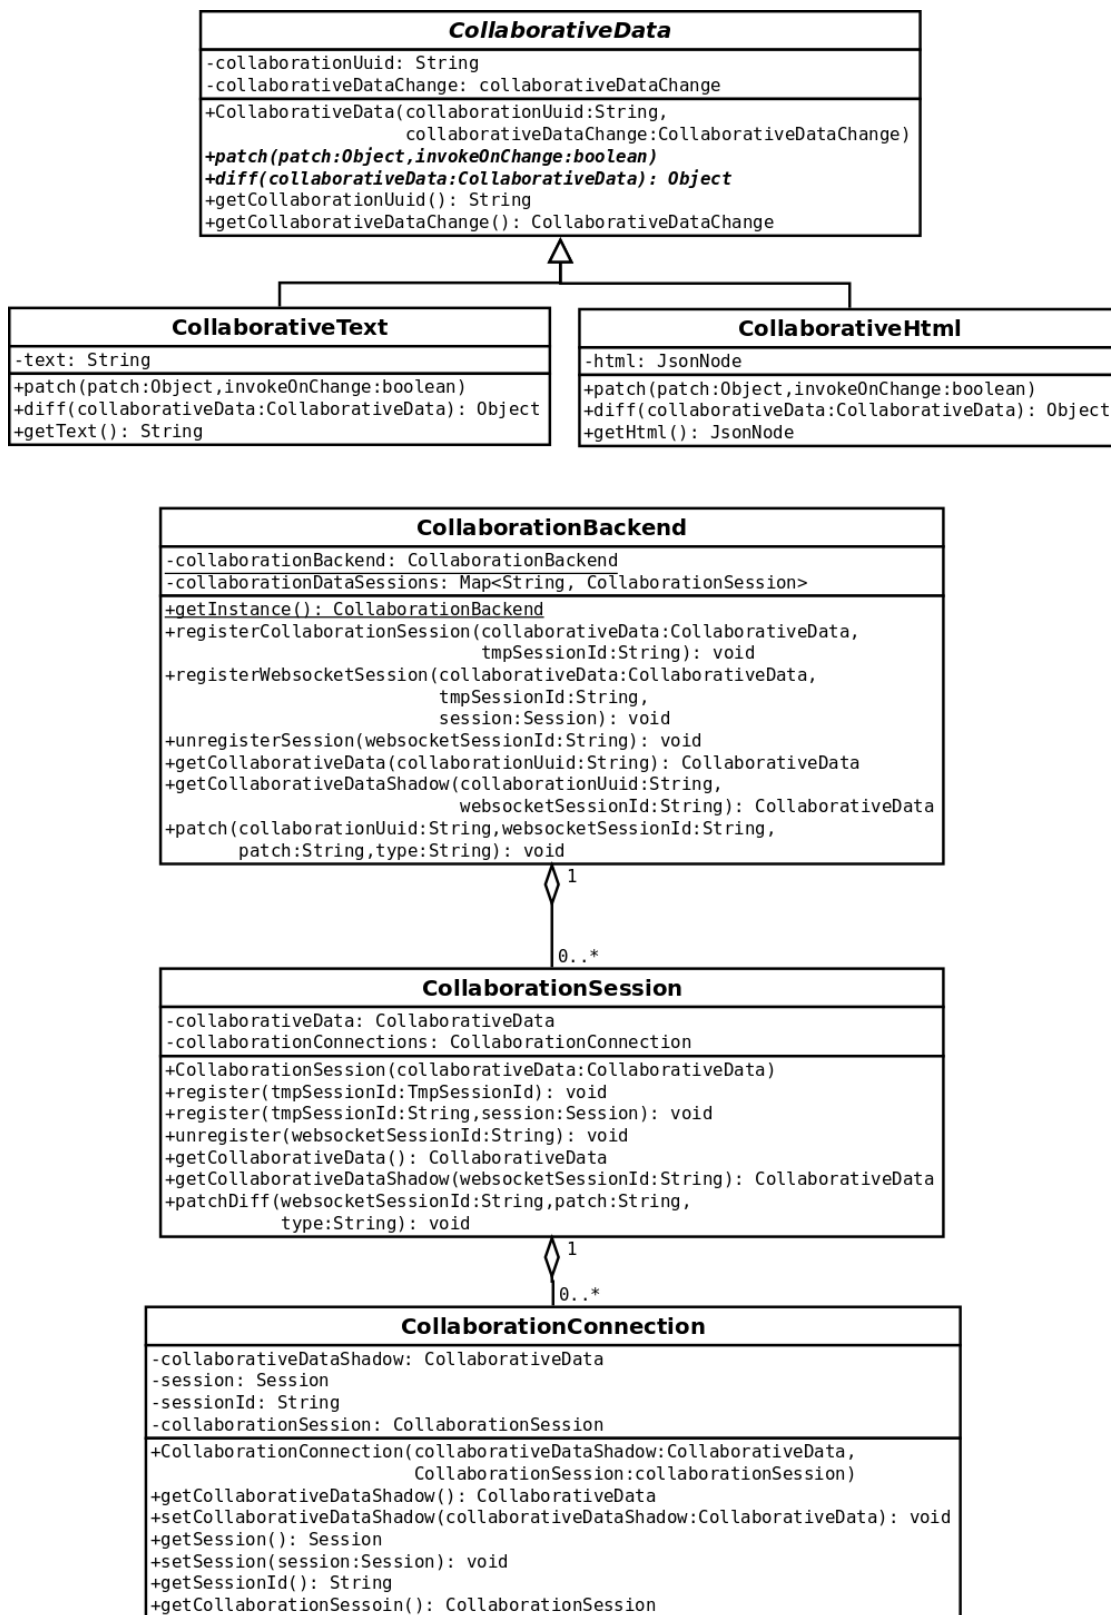 CollaborativeData
-collaborationUuid: String
-collaborativeDataChange: collaborativeDataChange
+CollaborativeData(collaborationUuid:String,
collaborativeDataChange:CollaborativeDataChange)
+patch(patch:Object,invokeOnChange:boolean)
+diff(collaborativeData:CollaborativeData): Object
+getCollaborationUuid(): String
+getCollaborativeDataChange(): CollaborativeDataChange
CollaborativeText
-text: String
+patch(patch:Object,invokeOnChange:boolean)
+diff(collaborativeData:CollaborativeData): Object
+getText(): String
CollaborativeHtml
-html: JsonNode
+patch(patch:Object,invokeOnChange:boolean)
+diff(collaborativeData:CollaborativeData): Object
+getHtml(): JsonNode
CollaborationBackend
-collaborationBackend: CollaborationBackend
-collaborationDataSessions: Map<String, CollaborationSession>
+getInstance(): CollaborationBackend
+registerCollaborationSession(collaborativeData:CollaborativeData,
tmpSessionId:String): void
+registerWebsocketSession(collaborativeData:CollaborativeData,
tmpSessionId:String,
session:Session): void
+unregisterSession(websocketSessionId:String): void
+getCollaborativeData(collaborationUuid:String): CollaborativeData
+getCollaborativeDataShadow(collaborationUuid:String,
websocketSessionId:String): CollaborativeData
+patch(collaborationUuid:String,websocketSessionId:String,
patch:String,type:String): void
1
0..*
CollaborationSession
-collaborativeData: CollaborativeData
-collaborationConnections: CollaborationConnection
+CollaborationSession(collaborativeData:CollaborativeData)
+register(tmpSessionId:TmpSessionId): void
+register(tmpSessionId:String,session:Session): void
+unregister(websocketSessionId:String): void
+getCollaborativeData(): CollaborativeData
+getCollaborativeDataShadow(websocketSessionId:String): CollaborativeData
+patchDiff(websocketSessionId:String,patch:String,
type:String): void
1
0..*
CollaborationConnection
-collaborativeDataShadow: CollaborativeData
-session: Session
-sessionId: String
-collaborationSession: CollaborationSession
+CollaborationConnection(collaborativeDataShadow:CollaborativeData,
CollaborationSession:collaborationSession)
+getCollaborativeDataShadow(): CollaborativeData
+setCollaborativeDataShadow(collaborativeDataShadow:CollaborativeData): void
+getSession(): Session
+setSession(session:Session): void
+getSessionId(): String
+getCollaborationSessoin(): CollaborationSession